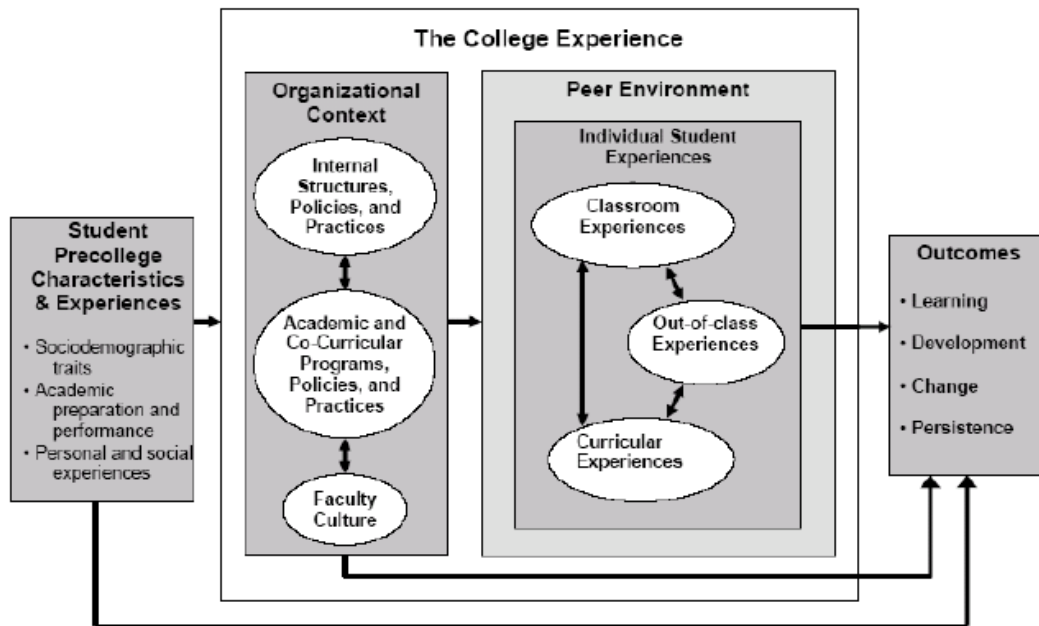 The College Experience
Student
Precollege
Characteristics
& Experiences
• Sociodemographic
traits
• Academic
preparation and
performance
• Personal and social
experiences
Organizational
Context
Internal
Structures,
Policies, and
Practices
Academic and
Co-Curricular
Programs,
Policies, and
Practices
Faculty
Culture
Peer Environment
Individual Student
Experiences
Classroom
Experiences
Out-of-class
Experiences
Curricular
Experiences
Outcomes
• Learning
• Development
• Change
• Persistence